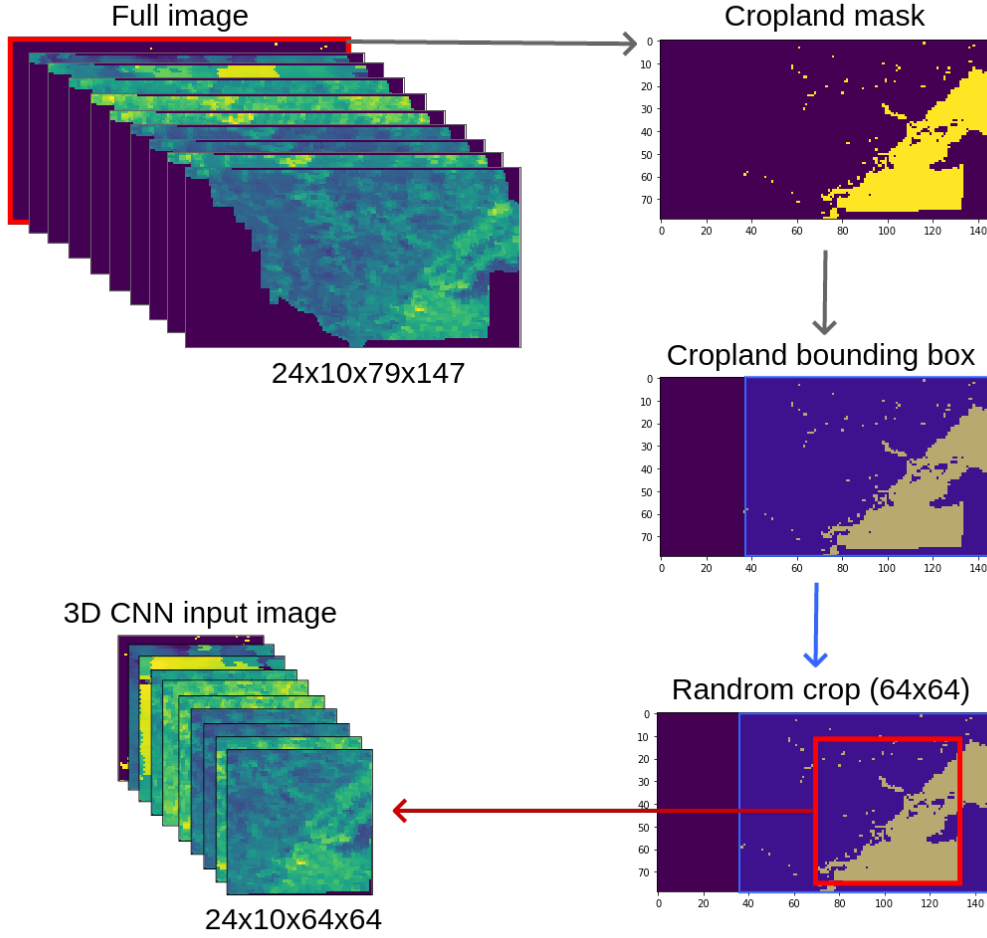 Full image
24x10x79x147
Cropland mask
0
10
20
30
40
50
60
70
0 20 40 60 80 100 120 140
Cropland bounding box
0
10
20
30
40
50
60
70
0 20 40 60 80 100 120 140
Randrom crop (64x64)
0
10
20
30
40
50
60
70
0 20 40 60 80 100 120 140
3D CNN input image
24x10x64x64